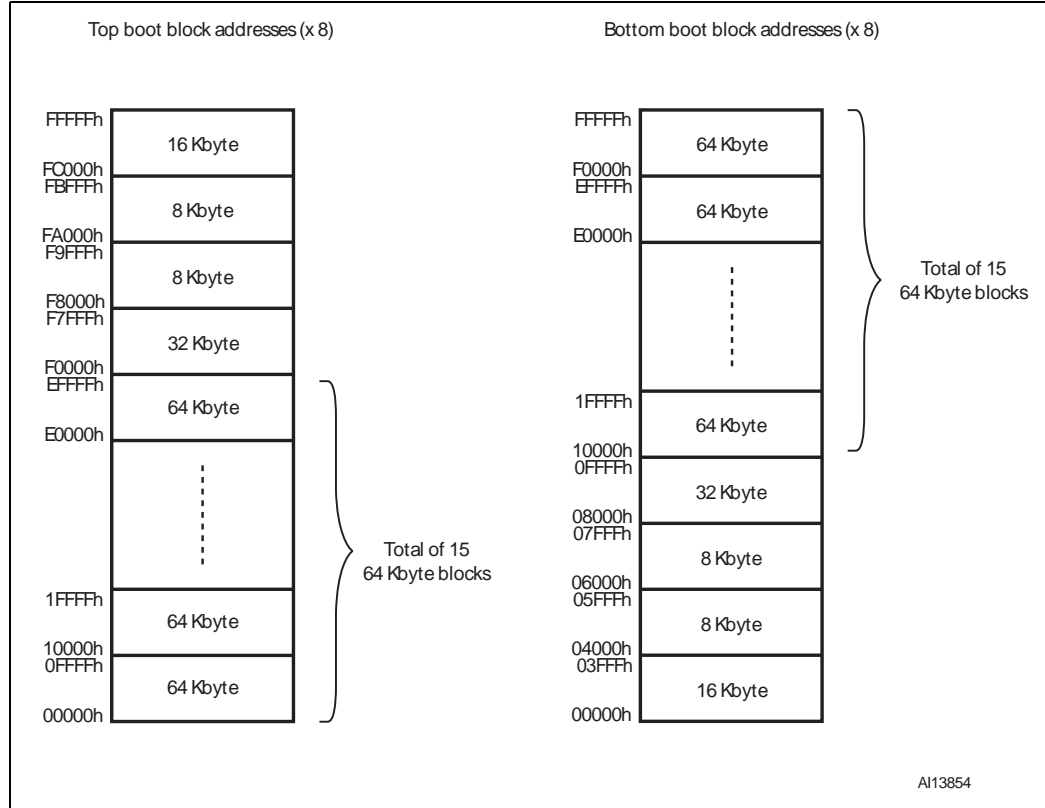 Top boot block addresses (x 8)
FFFFFh
16 Kbyte
FC000h
FBFFFh
8 Kbyte
FA000h
F9FFFh
8 Kbyte
F8000h
F7FFFh
32 Kbyte
F0000h
EFFFFh
64 Kbyte
E0000h
Total of 15
64 Kbyte blocks
1FFFFh
64 Kbyte
10000h
0FFFFh
64 Kbyte
00000h
Bottom boot block addresses (x 8)
FFFFFh
64 Kbyte
F0000h
EFFFFh
64 Kbyte
E0000h
Total of 15
64 Kbyte blocks
1FFFFh
64 Kbyte
10000h
0FFFFh
32 Kbyte
08000h
07FFFh
8 Kbyte
06000h
05FFFh
8 Kbyte
04000h
03FFFh
16 Kbyte
00000h
AI13854